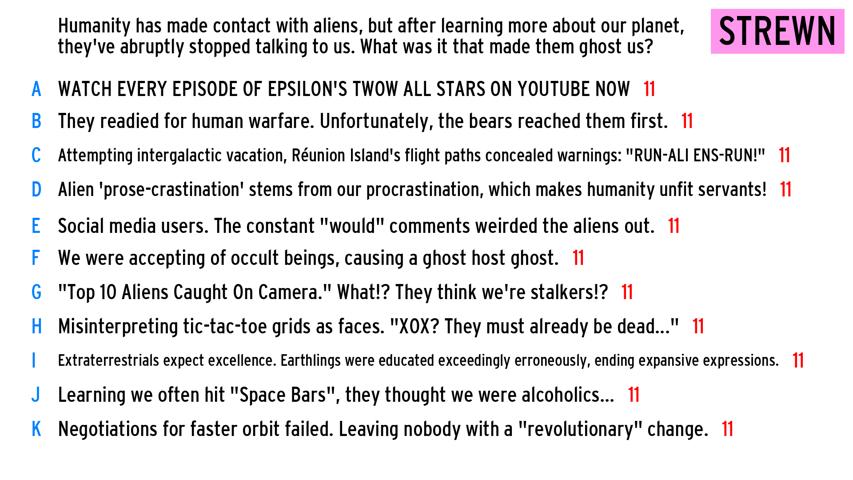 Humanity has made contact with aliens, but after learning more about our planet,
they've abruptly stopped talking to us. What was it that made them ghost us?
STREWN
A WATCH EVERY EPISODE OF EPSILON'S TWOW ALL STARS ON YOUTUBE NOW 11
B They readied for human warfare. Unfortunately, the bears reached them first. 11
C Attempting intergalactic vacation, Réunion Island's flight paths concealed warnings: "RUN-ALI ENS-RUN!" 11
D Alien 'prose-crastination' stems from our procrastination, which makes humanity unfit servants! 11
E Social media users. The constant "would" comments weirded the aliens out. 11
F We were accepting of occult beings, causing a ghost host ghost. 11
G "Top 10 Aliens Caught On Camera." What!? They think we're stalkers!? 11
H Misinterpreting tic-tac-toe grids as faces. "XOX? They must already be dead..." 11
I Extraterrestrials expect excellence. Earthlings were educated exceedingly erroneously, ending expansive expressions. 11
J Learning we often hit "Space Bars", they thought we were alcoholics... 11
K Negotiations for faster orbit failed. Leaving nobody with a "revolutionary" change. 11